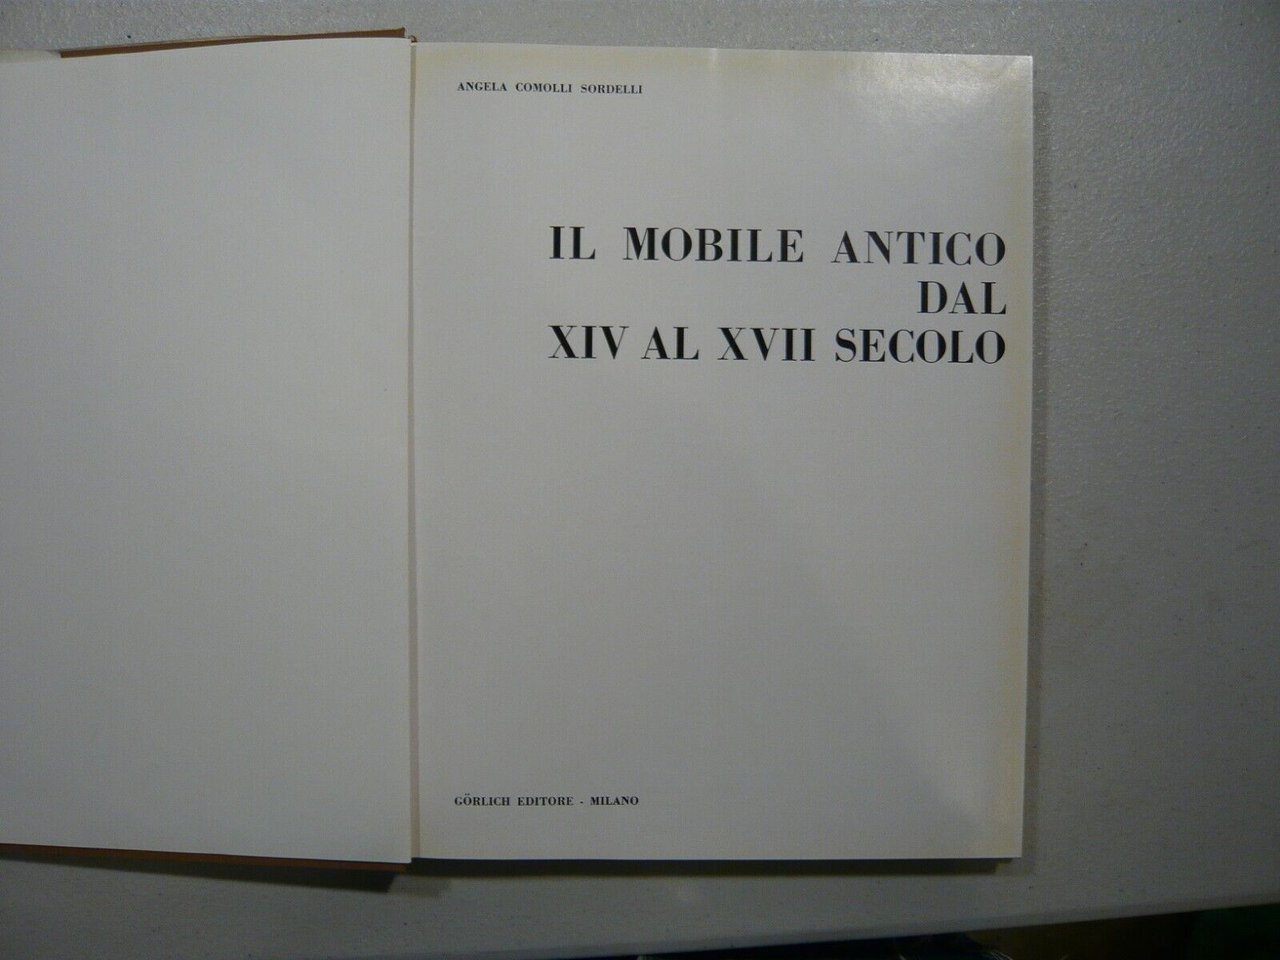 ANGELA COMOLLI SORDELLI
IL MOBILE ANTICO
DAL
XIV AL XVII SECOLO
GÖRLICH EDITORE - MILANO